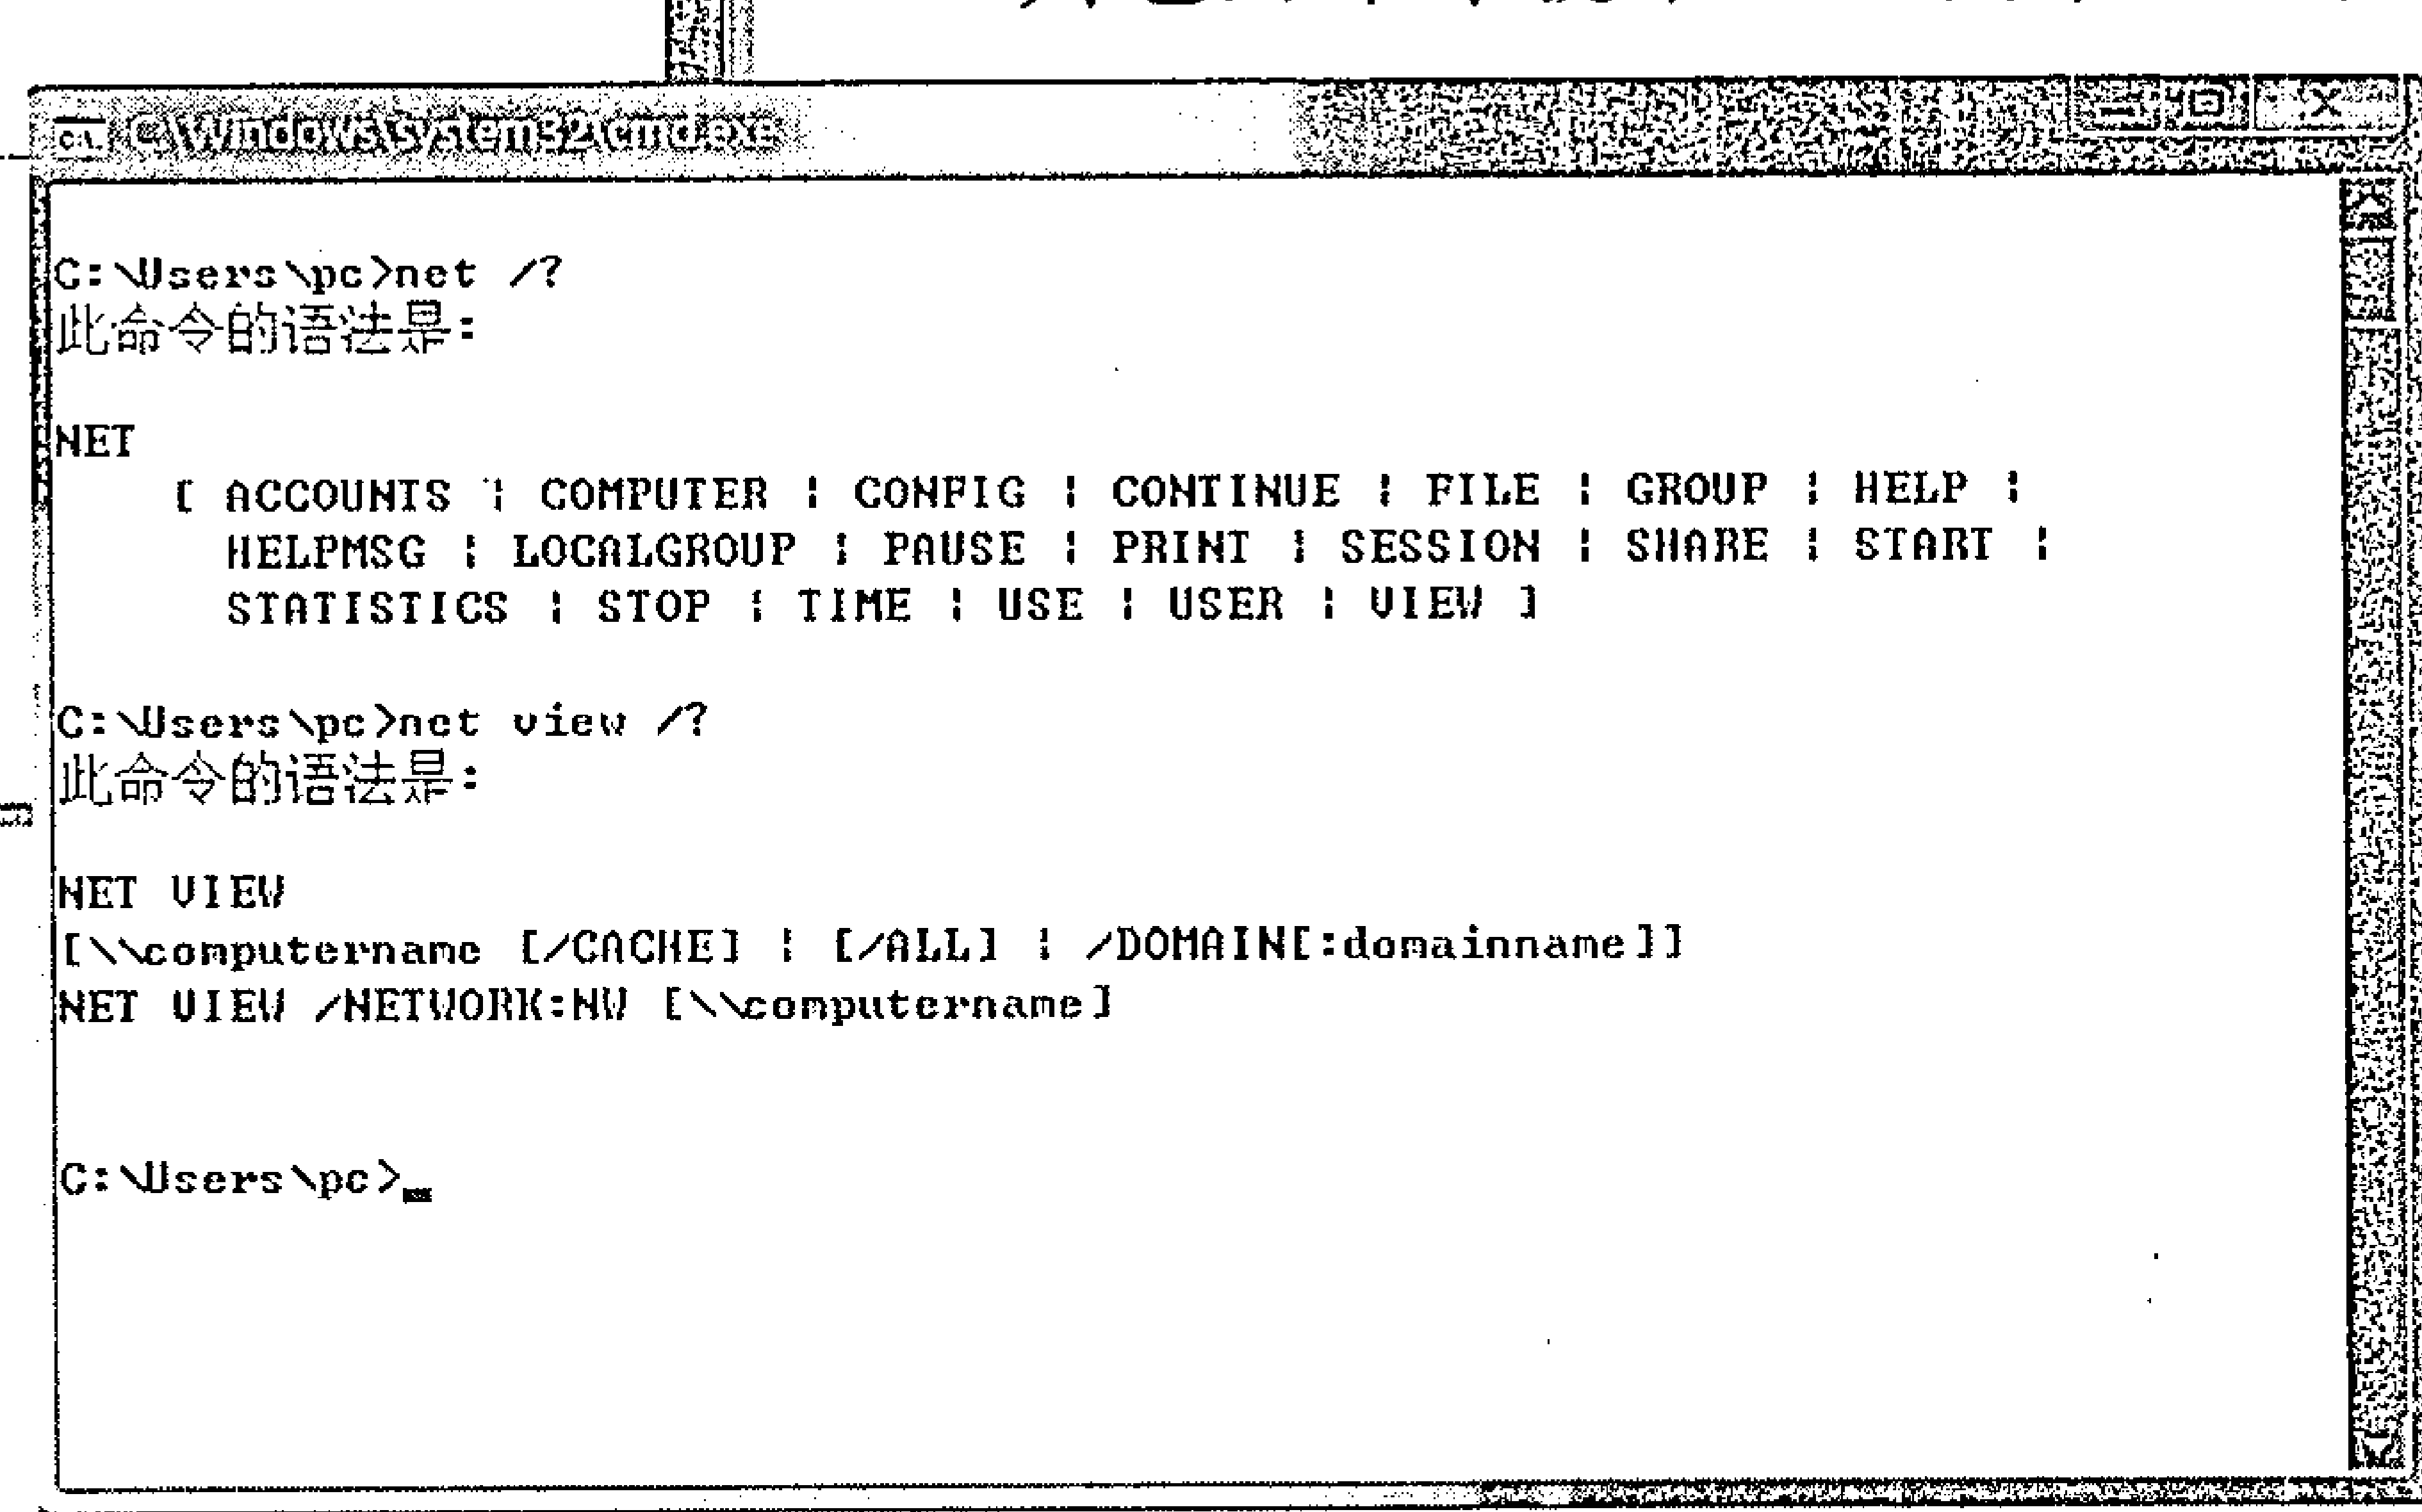 C:\Windows\system32\cmd.exe
C:\Users\pc>net /?
此命令的语法是:
NET
[ ACCOUNTS | COMPUTER | CONFIG | CONTINUE | FILE | GROUP | HELP |
HELPMSG | LOCALGROUP | PAUSE | PRINT | SESSION | SHARE | START |
STATISTICS | STOP | TIME | USE | USER | VIEW ]
C:\Users\pc>net view /?
此命令的语法是:
NET VIEW
[\\computername [/CACHE] | [/ALL] | /DOMAIN[:domainname]]
NET VIEW /NETWORK:NW [\\computername]
C:\Users\pc>_